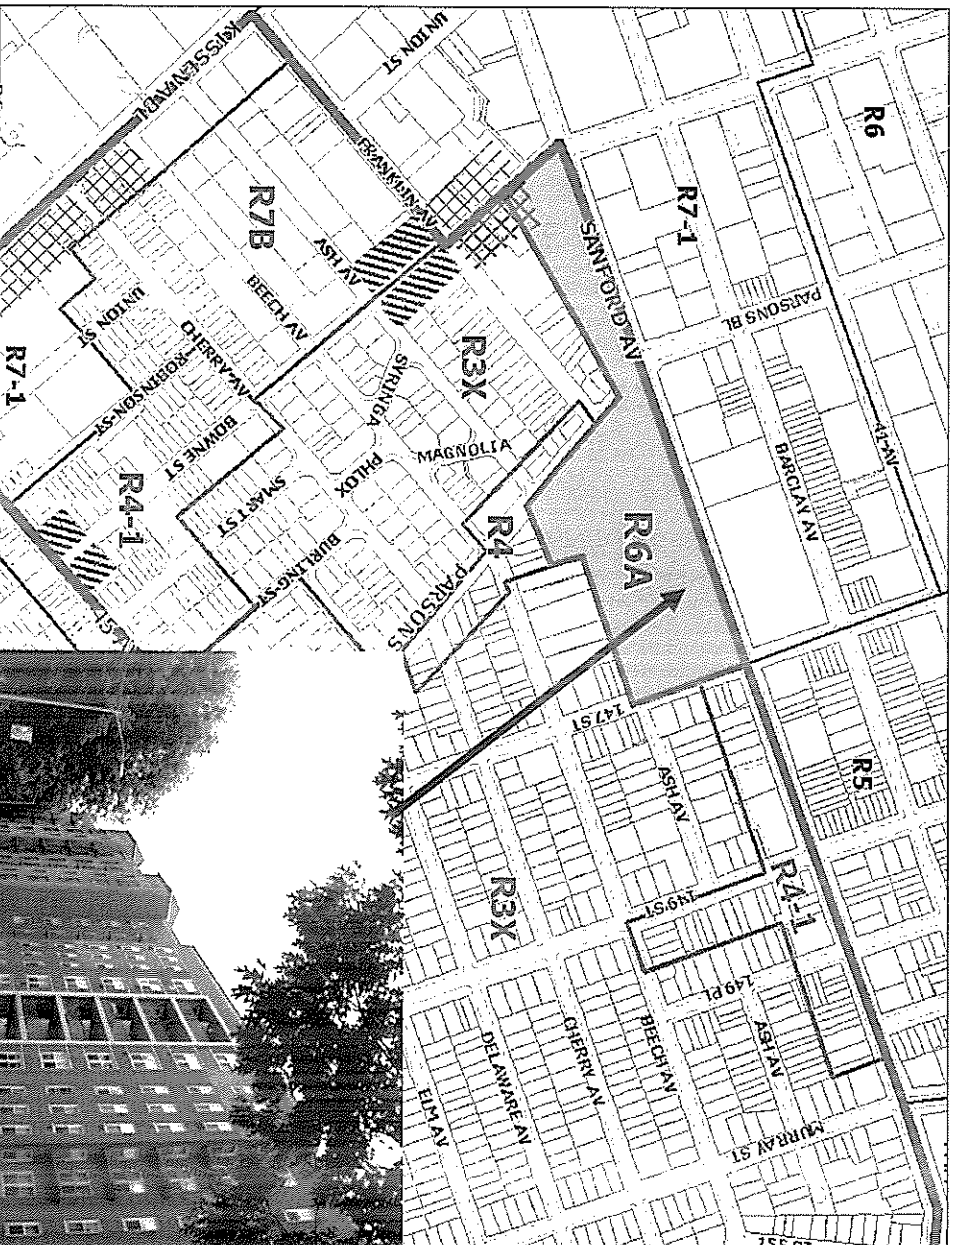 R6
R7-1
PARSONS BL
41 AV
BARCLAY AV
UNION ST
KISSENA BL
FRANKLIN AV
SANFORD AV
R7B
ASH AV
BEECH AV
R3X
SYRINGA
MAGNOLIA
R6A
UNION ST
CHERRY AV
ROBINSON ST
PHLOX
R4
R7-1
BOWNE ST
SMART ST
R4-1
BURLING ST
PARSONS
147 ST
ASH AV
R5
R4-1
R3X
149 ST
149 PL
DELAWARE AV
CHERRY AV
BEECH AV
ASH AV
ELM AV
MURRAY ST